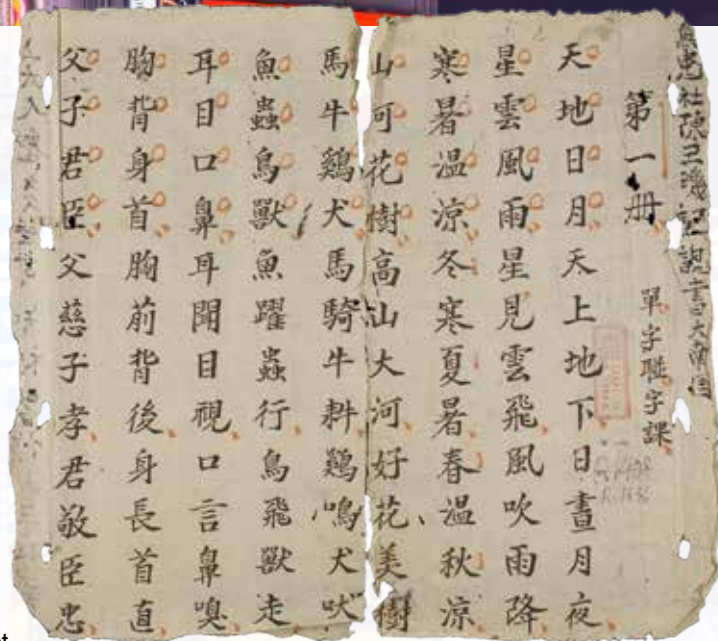 第一册
單字聯字課
天地日月天上地下日晝月夜
星雲風雨星見雲飛風吹雨降
寒暑温凉冬寒夏暑春温秋凉
山河花樹高山大河好花美樹
馬牛鷄犬馬騎牛耕鷄鳴犬吠
魚蟲鳥獸魚躍蟲行鳥飛獸走
耳目口鼻耳聞目視口言鼻嗅
胸背身首胸前背後身長首直
父子君臣父慈子孝君敬臣忠